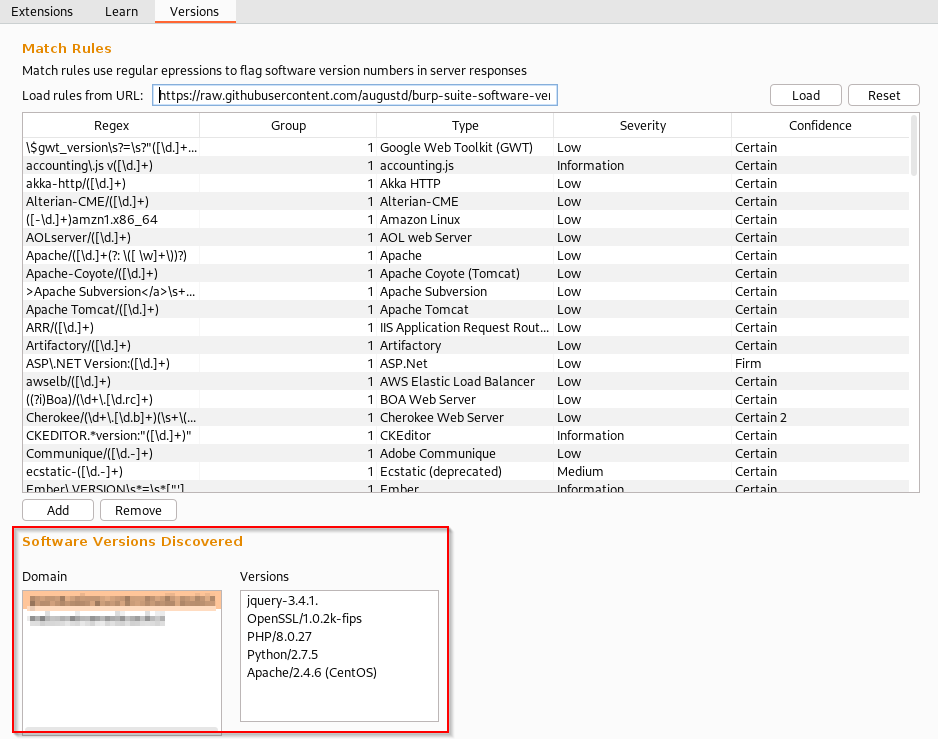 Extensions Learn Versions
Match Rules
Match rules use regular epressions to flag software version numbers in server responses
Load rules from URL: https://raw.githubusercontent.com/augustd/burp-suite-software-ve Load Reset
Regex Group Type Severity Confidence
\$gwt_version\s?=\s?"([\d.]+... 1 Google Web Toolkit (GWT) Low Certain
accounting\.js v([\d.]+) 1 accounting.js Information Certain
akka-http/([\d.]+) 1 Akka HTTP Low Certain
Alterian-CME/([\d.]+) 1 Alterian-CME Low Certain
([-\d.]+)amzn1.x86_64 1 Amazon Linux Low Certain
AOLserver/([\d.]+) 1 AOL web Server Low Certain
Apache/([\d.]+(?: \([ \w]+\))?) 1 Apache Low Certain
Apache-Coyote/([\d.]+) 1 Apache Coyote (Tomcat) Low Certain
>Apache Subversion</a>\s+... 1 Apache Subversion Low Certain
Apache Tomcat/([\d.]+) 1 Apache Tomcat Low Certain
ARR/([\d.]+) 1 IIS Application Request Rout... Low Certain
Artifactory/([\d.]+) 1 Artifactory Low Certain
ASP\.NET Version:([\d.]+) 1 ASP.Net Low Firm
awselb/([\d.]+) 1 AWS Elastic Load Balancer Low Certain
((?i)Boa)/(\d+\.[\d.rc]+) 1 BOA Web Server Low Certain
Cherokee/(\d+\.[\d.b]+)(\s+\(... 1 Cherokee Web Server Low Certain 2
CKEDITOR.*version:"([\d.]+)" 1 CKEditor Information Certain
Communique/([\d.-]+) 1 Adobe Communique Low Certain
ecstatic-([\d.-]+) 1 Ecstatic (deprecated) Medium Certain
Ember\.VERSION\s*=\s*["'] 1 Ember Information Certain
Add Remove
Software Versions Discovered
Domain Versions
jquery-3.4.1.
OpenSSL/1.0.2k-fips
PHP/8.0.27
Python/2.7.5
Apache/2.4.6 (CentOS)